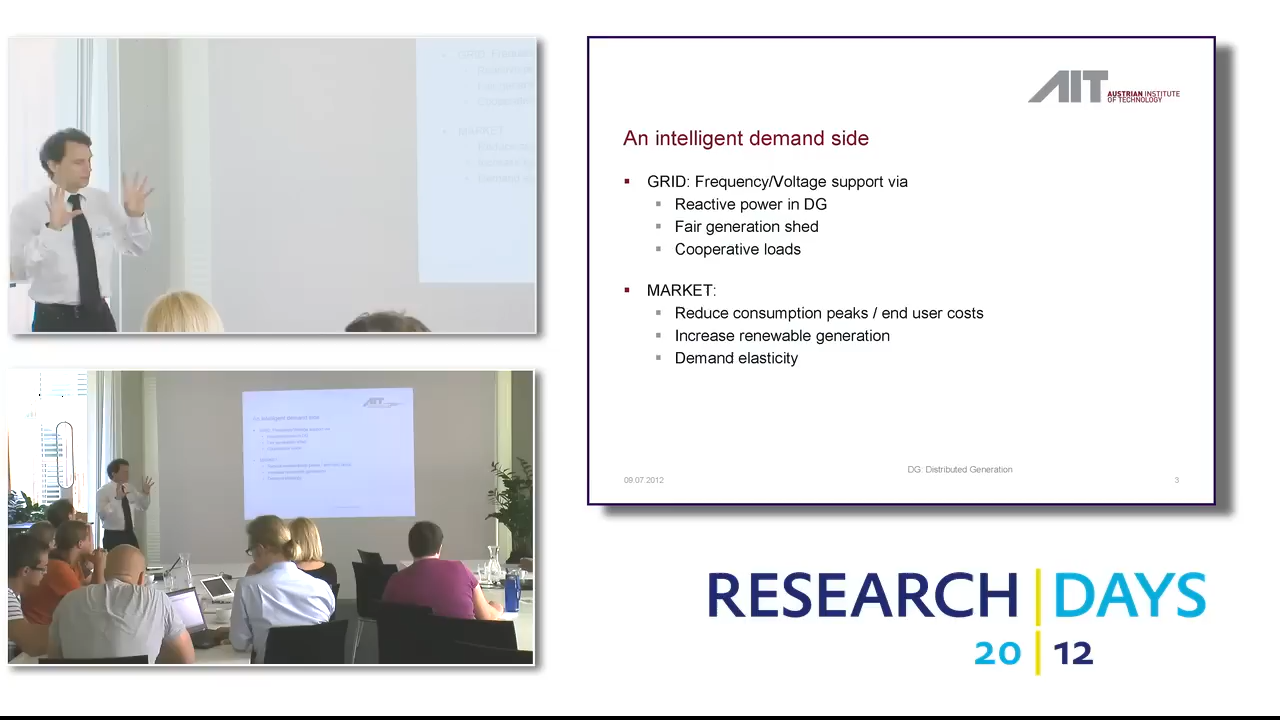 AIT AUSTRIAN INSTITUTE
OF TECHNOLOGY
An intelligent demand side
GRID: Frequency/Voltage support via
Reactive power in DG
Fair generation shed
Cooperative loads
MARKET:
Reduce consumption peaks / end user costs
Increase renewable generation
Demand elasticity
DG: Distributed Generation
09.07.2012
3
RESEARCH DAYS
20 12